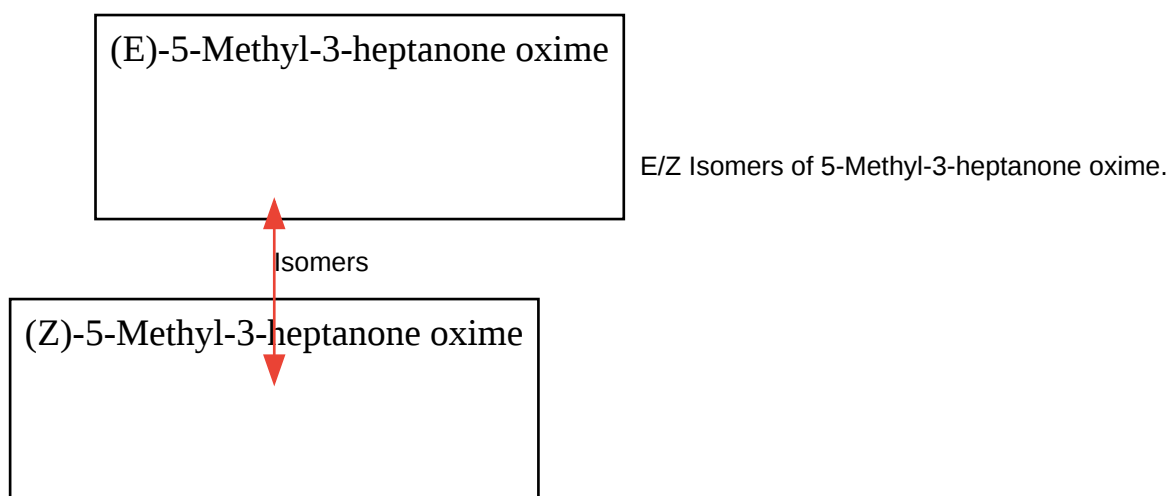 (E)-5-Methyl-3-heptanone oxime
E/Z Isomers of 5-Methyl-3-heptanone oxime.
Isomers
(Z)-5-Methyl-3-heptanone oxime